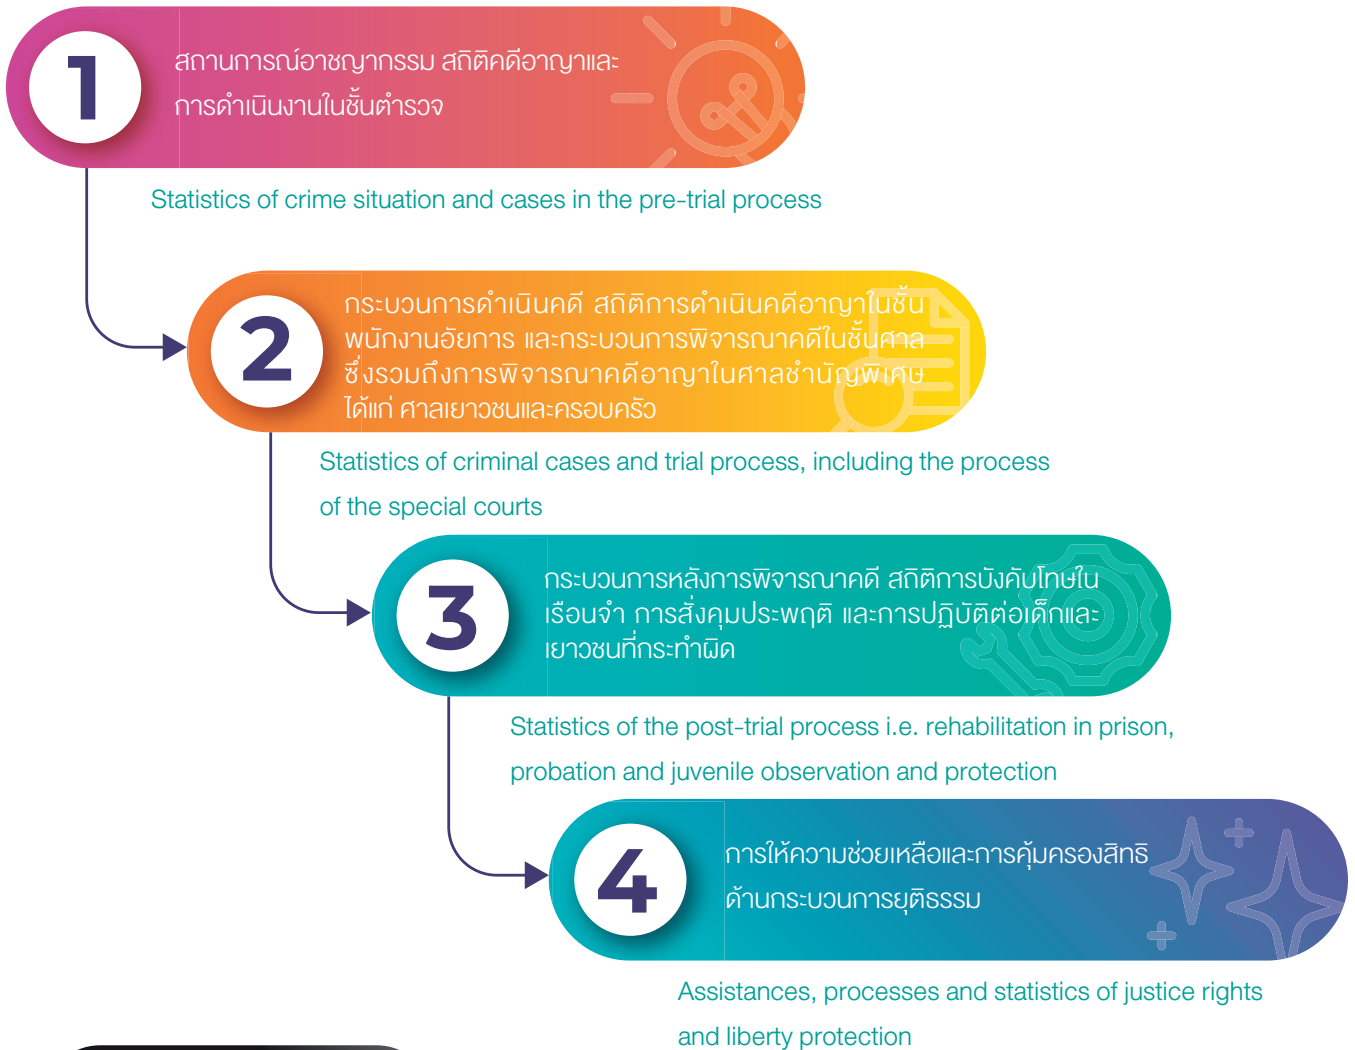 1
สถานการณ์อาชญากรรม สถิติคดีอาญาและ
การดำเนินงานในชั้นตำรวจ
Statistics of crime situation and cases in the pre-trial process
2
กระบวนการดำเนินคดี สถิติการดำเนินคดีอาญาในชั้น
พนักงานอัยการ และกระบวนการพิจารณาคดีในชั้นศาล
ซึ่งรวมถึงการพิจารณาคดีอาญาในศาลชำนัญพิเศษ
ได้แก่ ศาลเยาวชนและครอบครัว
Statistics of criminal cases and trial process, including the process
of the special courts
3
กระบวนการหลังการพิจารณาคดี สถิติการบังคับโทษใน
เรือนจำ การสั่งคุมประพฤติ และการปฏิบัติต่อเด็กและ
เยาวชนที่กระทำผิด
Statistics of the post-trial process i.e. rehabilitation in prison,
probation and juvenile observation and protection
4
การให้ความช่วยเหลือและการคุ้มครองสิทธิ
ด้านกระบวนการยุติธรรม
Assistances, processes and statistics of justice rights
and liberty protection